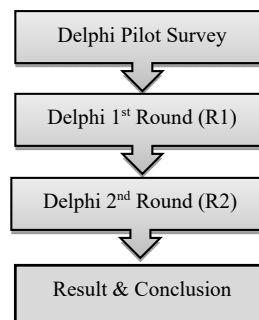 Delphi Pilot Survey
Delphi 1st Round (R1)
Delphi 2nd Round (R2)
Result & Conclusion